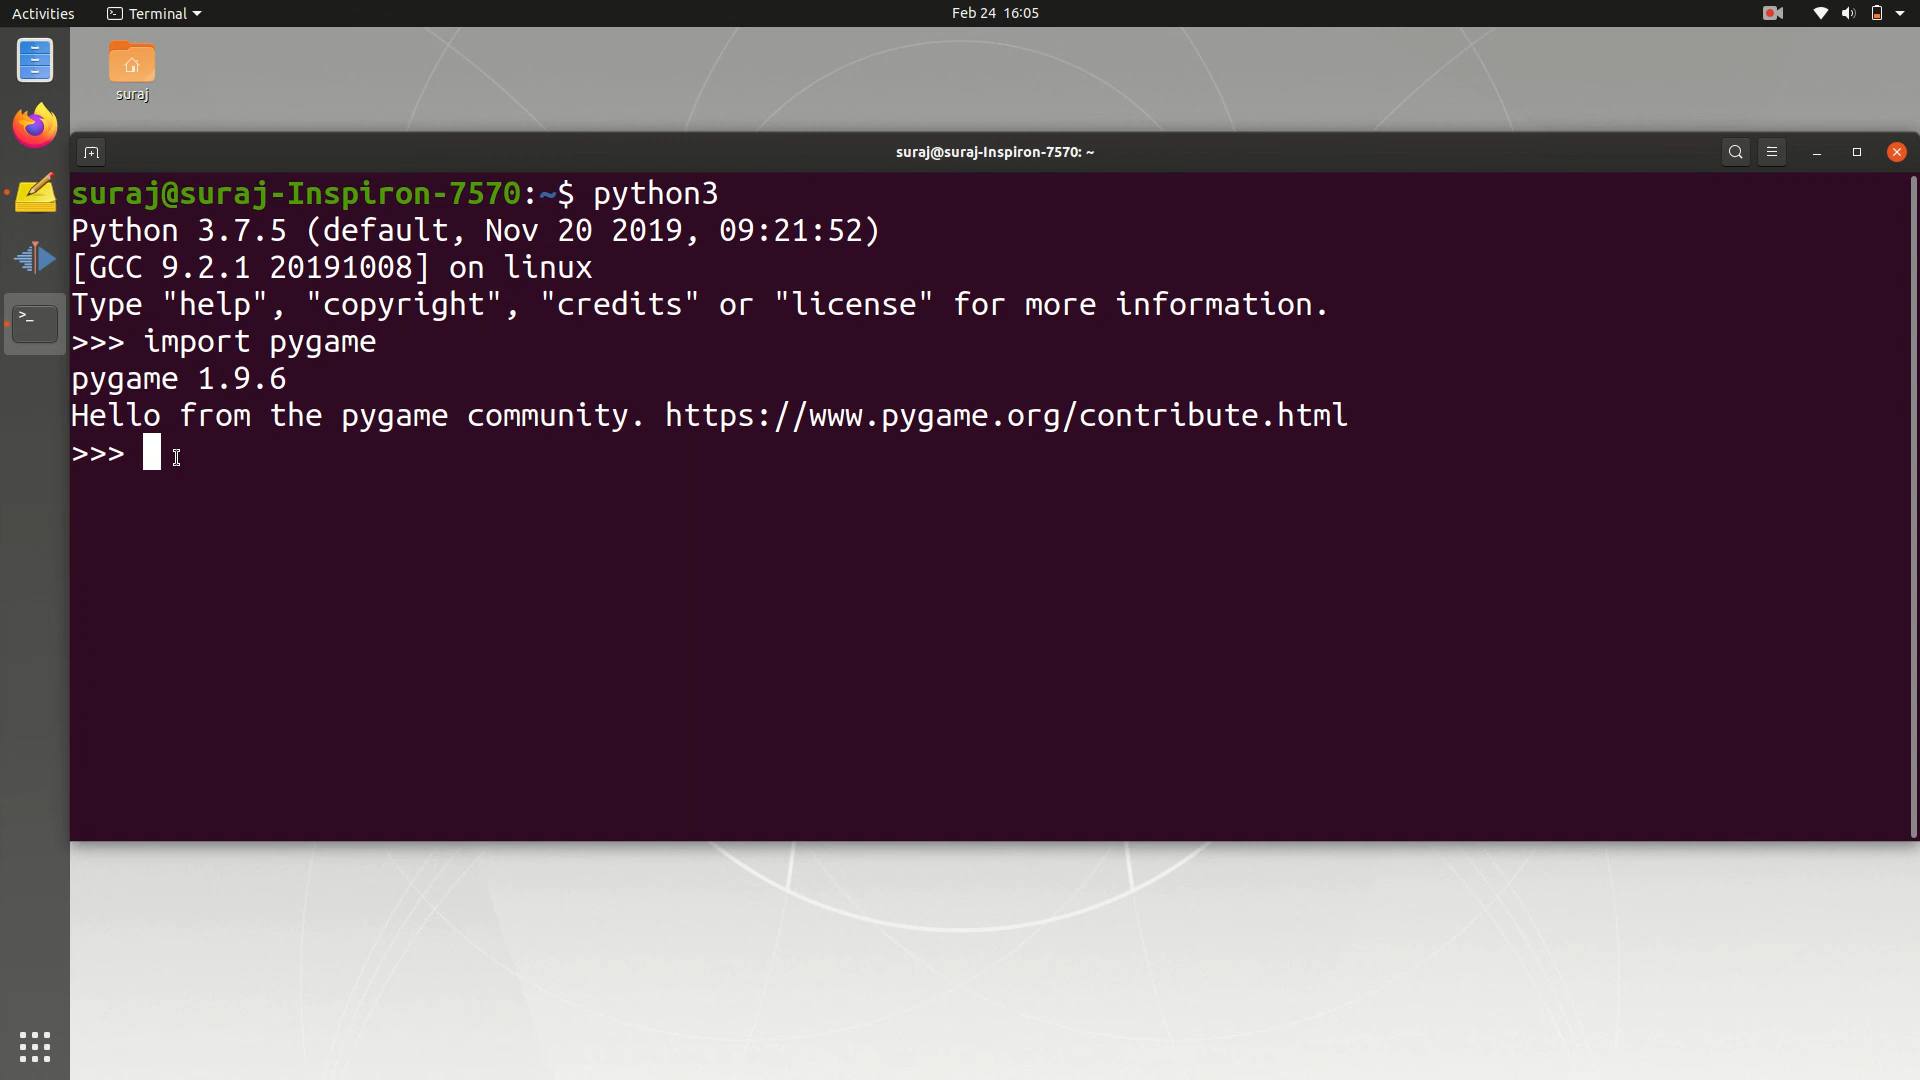 Activities
Terminal
Feb 24 16:05
suraj
suraj@suraj-Inspiron-7570: ~
suraj@suraj-Inspiron-7570:~$ python3
Python 3.7.5 (default, Nov 20 2019, 09:21:52)
[GCC 9.2.1 20191008] on linux
Type "help", "copyright", "credits" or "license" for more information.
>>> import pygame
pygame 1.9.6
Hello from the pygame community. https://www.pygame.org/contribute.html
>>>